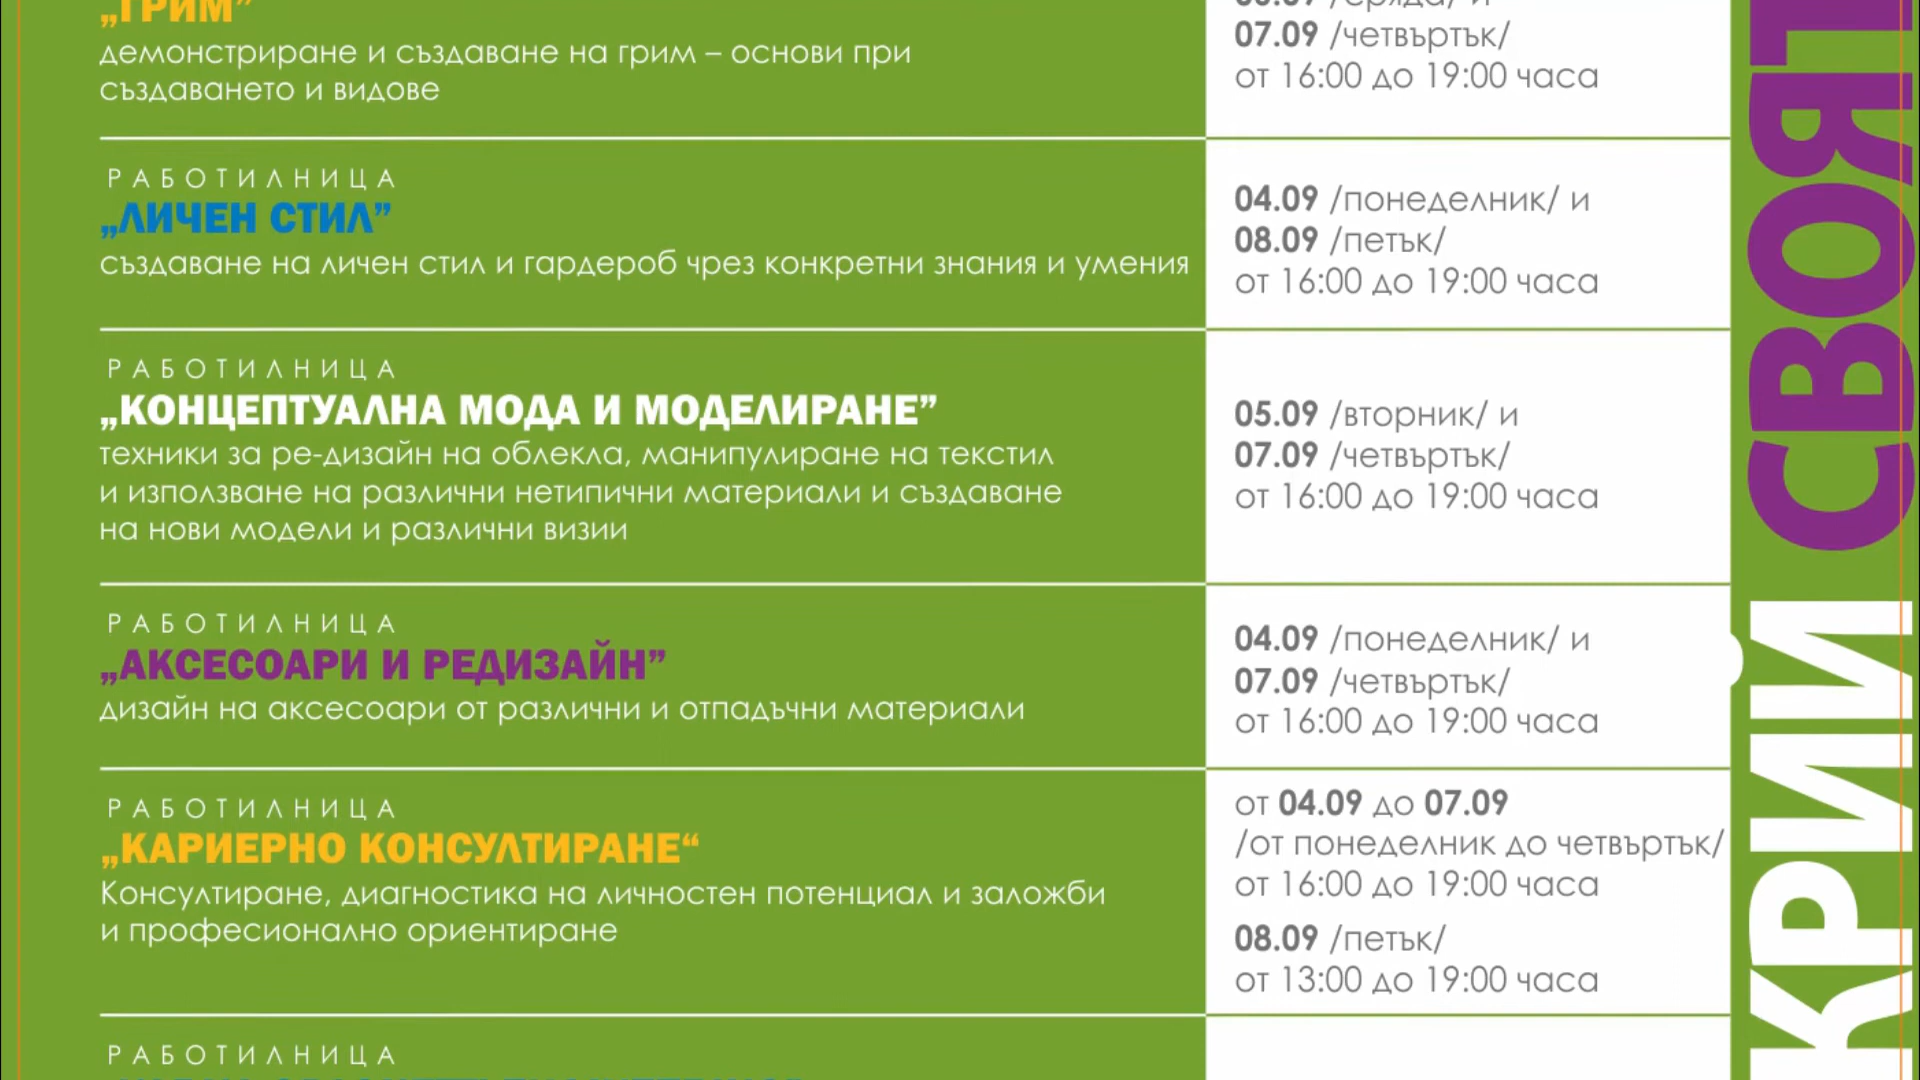 „ГРИМ”
демонстриране и създаване на грим – основи при
създаването и видове
/сряда/ и
07.09 /четвъртък/
от 16:00 до 19:00 часа
РАБОТИЛНИЦА
„ЛИЧЕН СТИЛ”
създаване на личен стил и гардероб чрез конкретни знания и умения
04.09 /понеделник/ и
08.09 /петък/
от 16:00 до 19:00 часа
РАБОТИЛНИЦА
„КОНЦЕПТУАЛНА МОДА И МОДЕЛИРАНЕ”
техники за ре-дизайн на облекла, манипулиране на текстил
и използване на различни нетипични материали и създаване
на нови модели и различни визии
05.09 /вторник/ и
07.09 /четвъртък/
от 16:00 до 19:00 часа
РАБОТИЛНИЦА
„АКСЕСОАРИ И РЕДИЗАЙН”
дизайн на аксесоари от различни и отпадъчни материали
04.09 /понеделник/ и
07.09 /четвъртък/
от 16:00 до 19:00 часа
РАБОТИЛНИЦА
„КАРИЕРНО КОНСУЛТИРАНЕ“
Консултиране, диагностика на личностен потенциал и заложби
и професионално ориентиране
от 04.09 до 07.09
/от понеделник до четвъртък/
от 16:00 до 19:00 часа
08.09 /петък/
от 13:00 до 19:00 часа
РАБОТИЛНИЦА
КРИЙ СВОЯТ